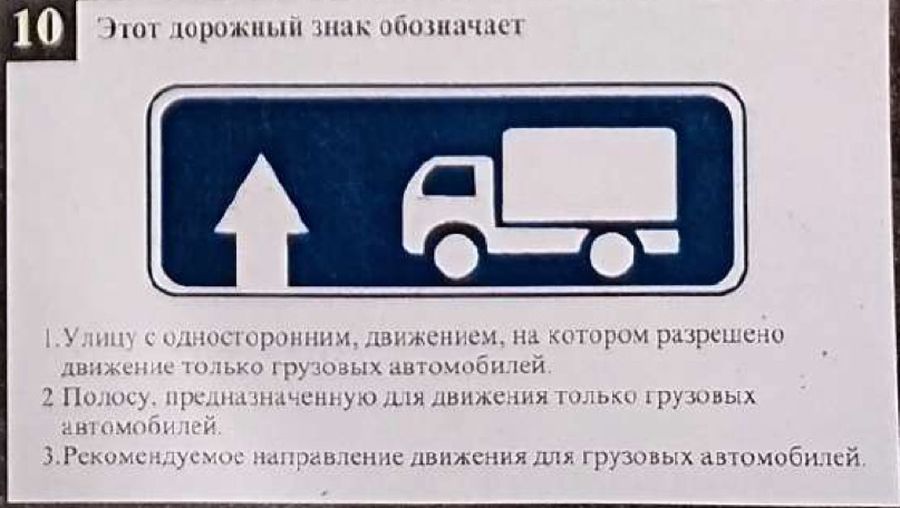 10 Этот дорожный знак обозначает
1.Улицу с односторонним, движением, на котором разрешено
движение только грузовых автомобилей.
2 Полосу, предназначенную для движения только грузовых
автомобилей.
3.Рекомендуемое направление движения для грузовых автомобилей.